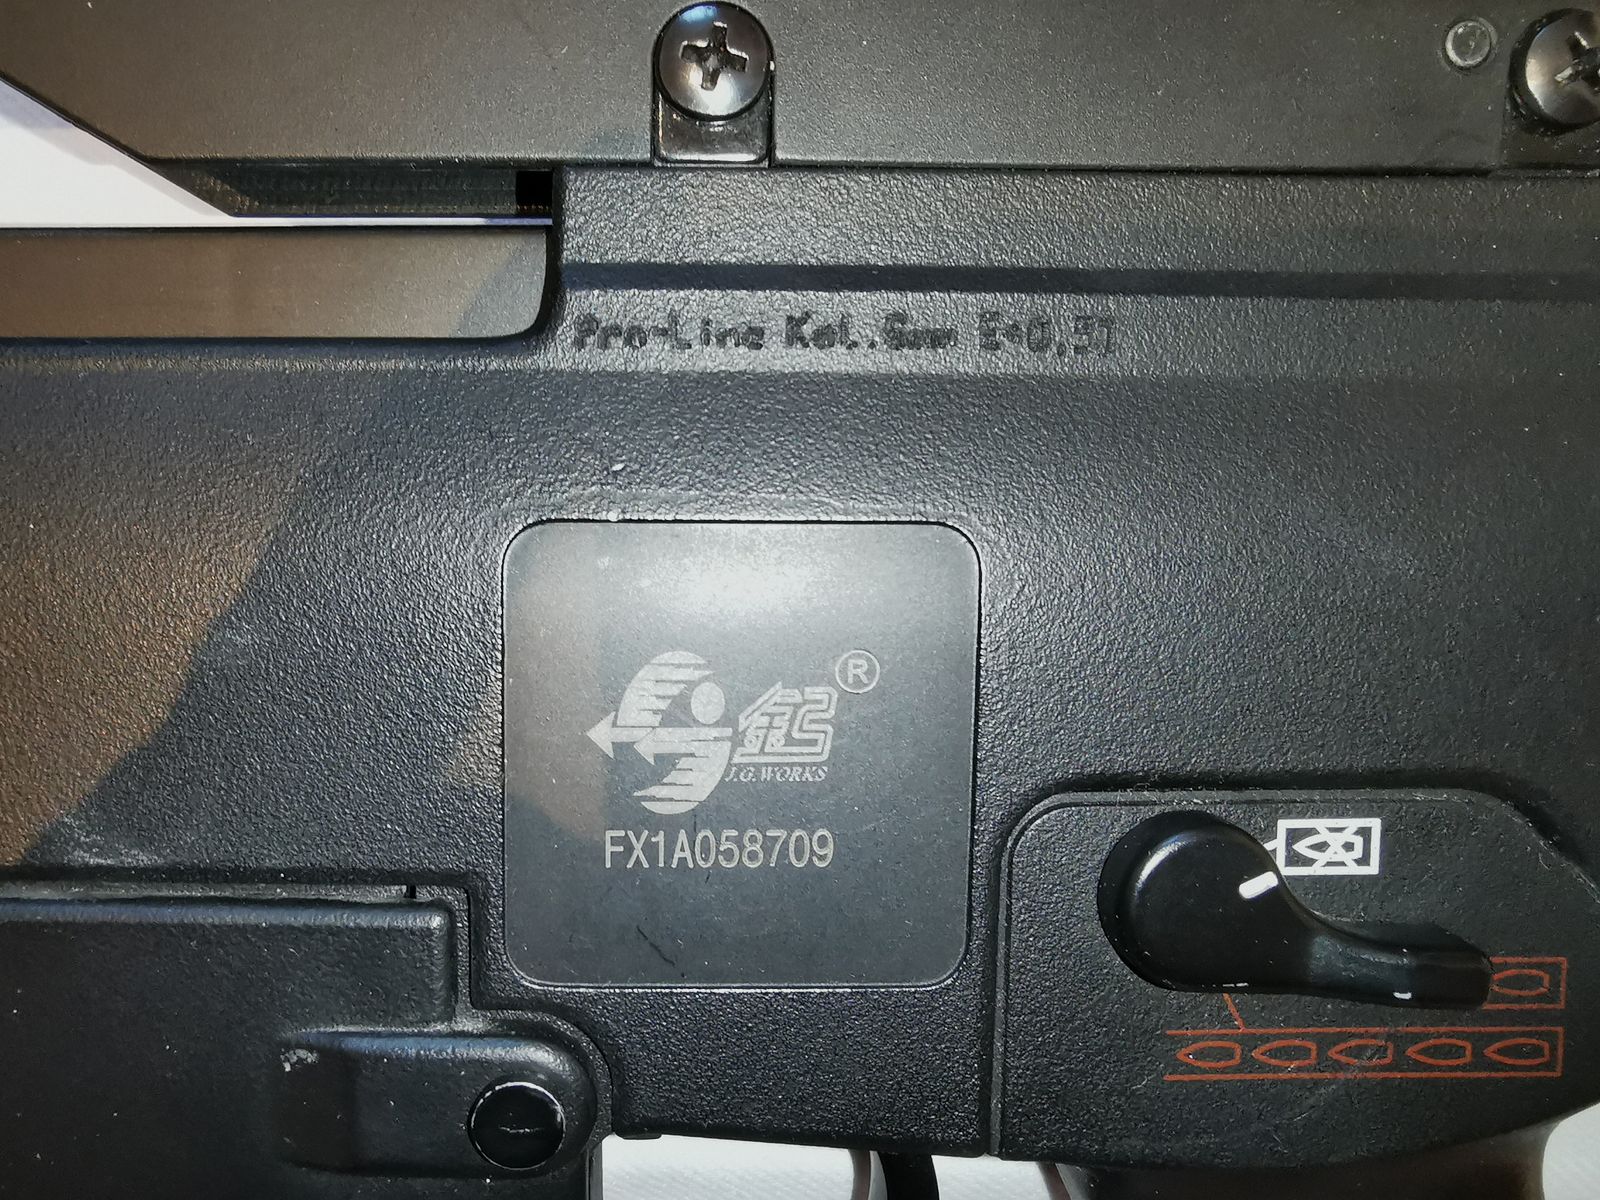 Pro-Line Kal. 6mm E<0,5J
®
J.G.WORKS
FX1A058709